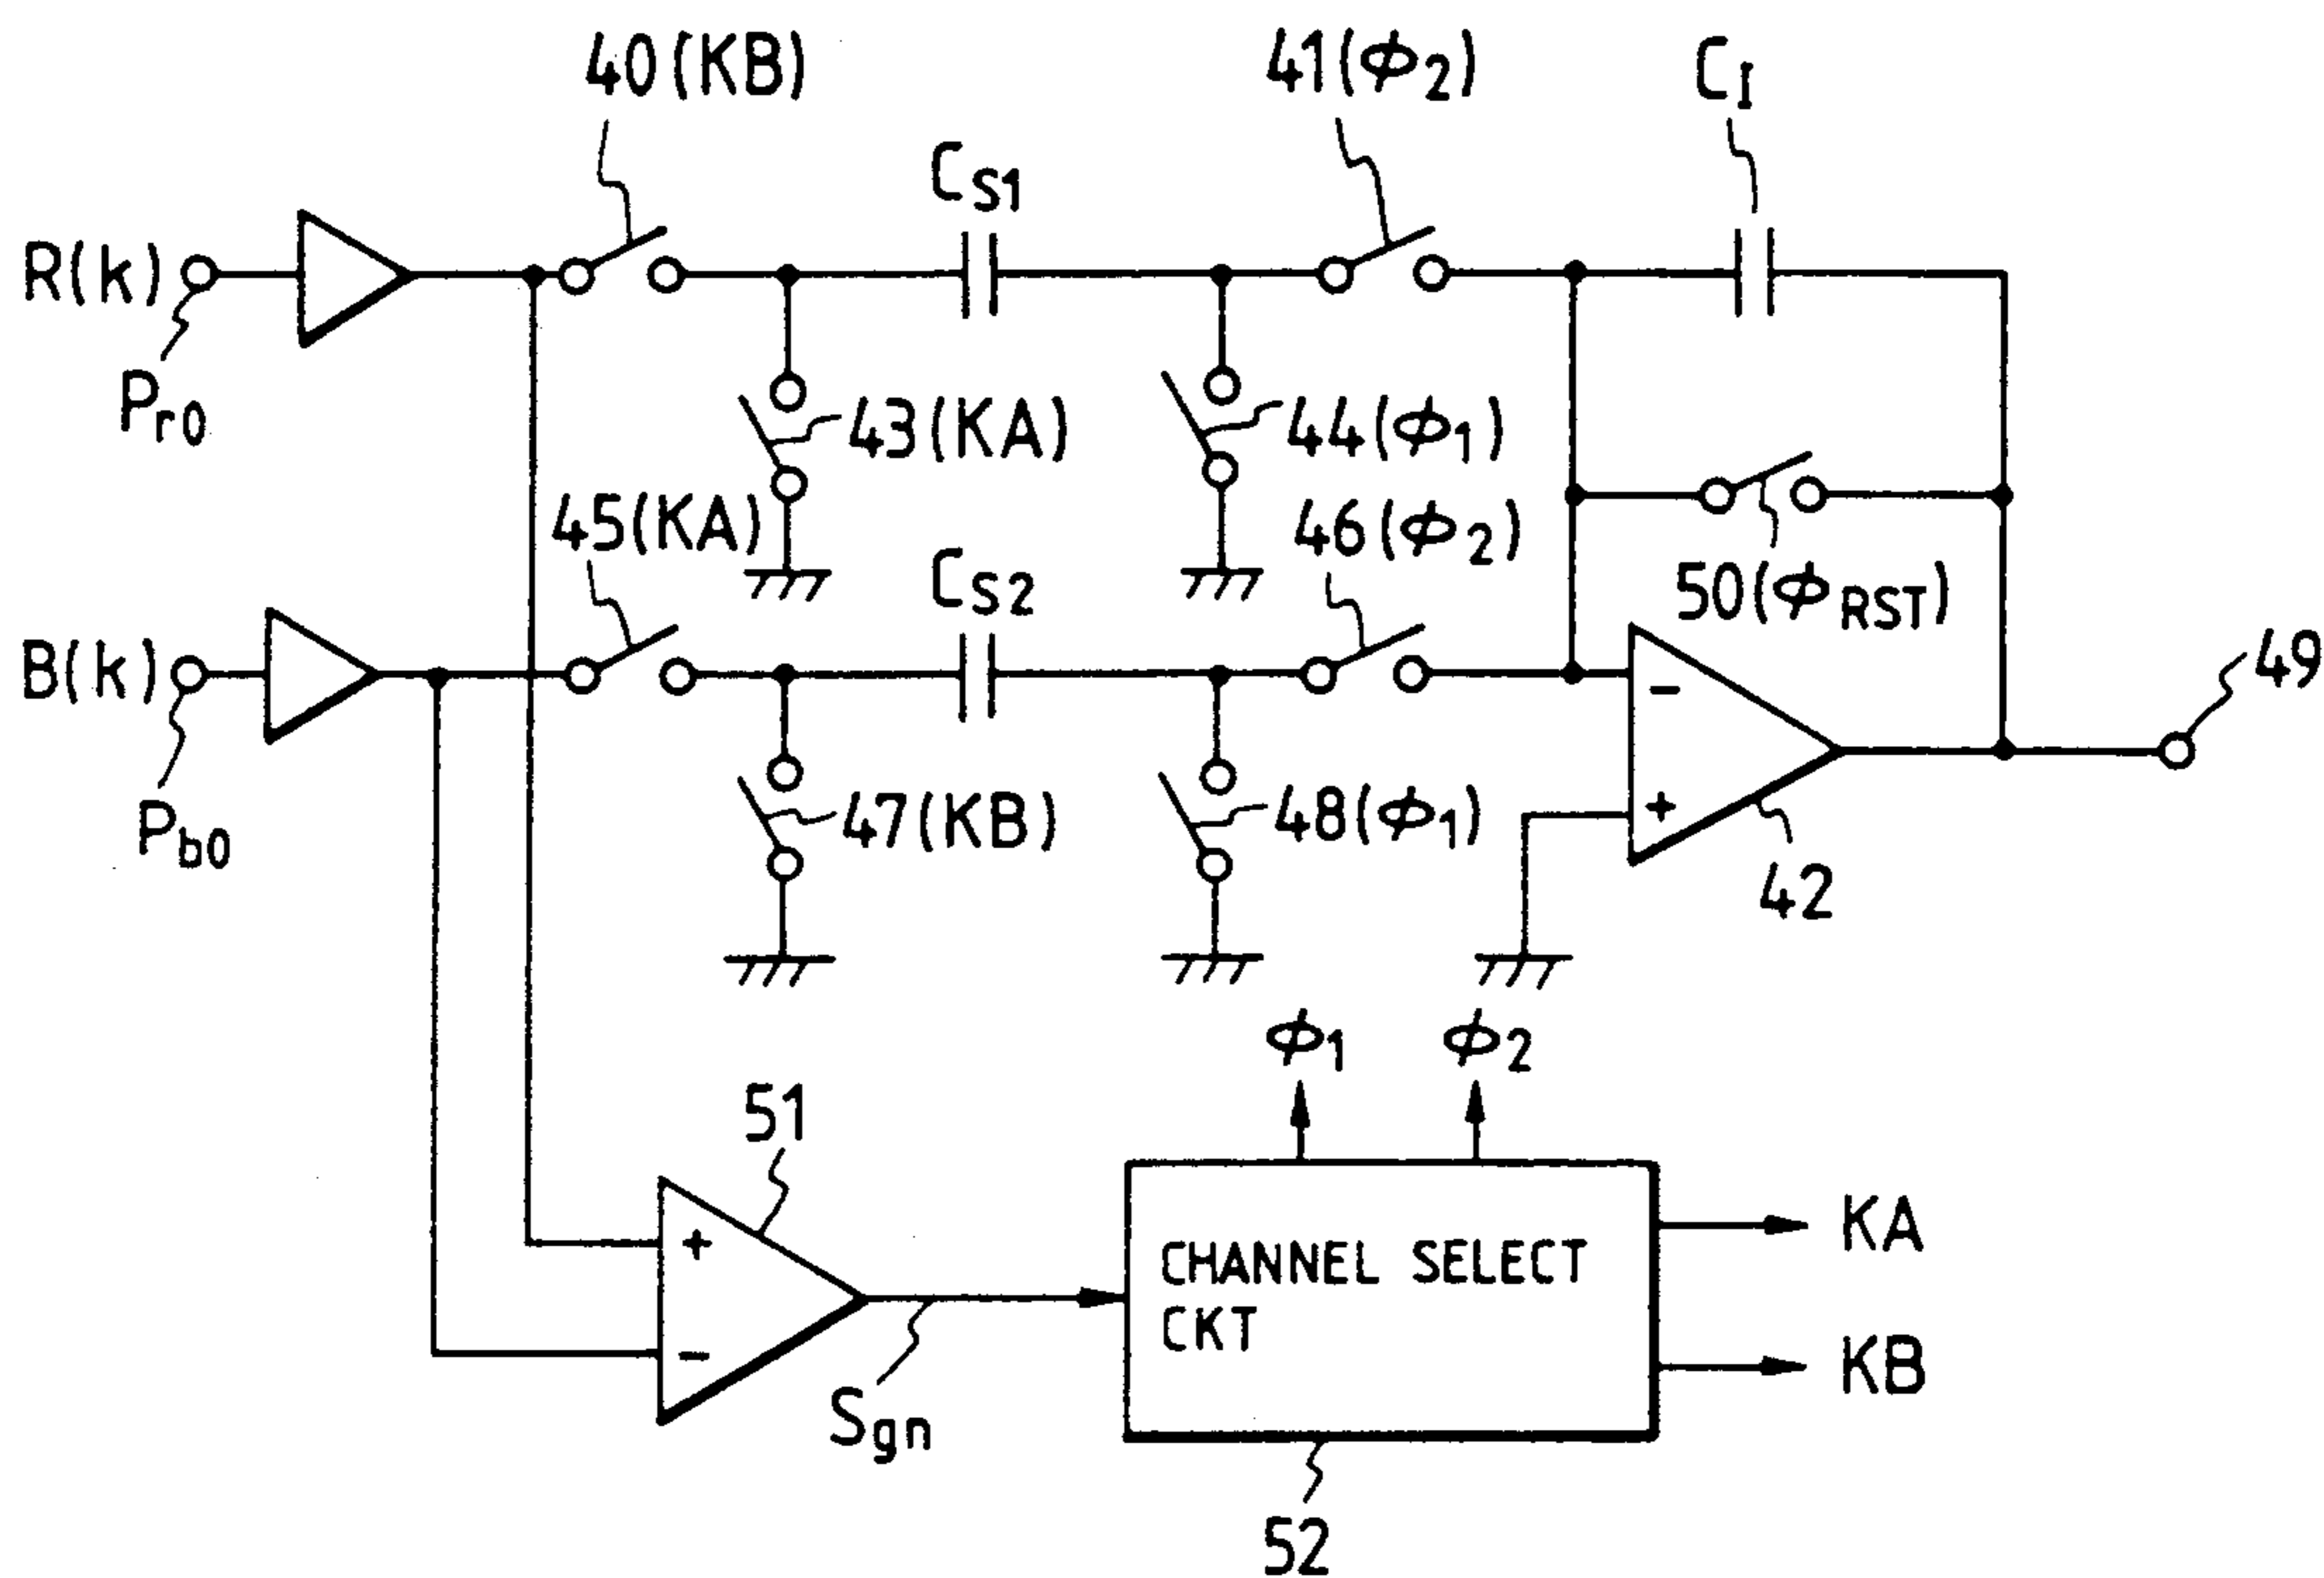 40(KB)
41(ϕ2)
CI
CS1
R(k)
Pr0
43(KA)
44(ϕ1)
45(KA)
46(ϕ2)
CS2
50(ϕRST)
B(k)
49
-
Pb0
47(KB)
48(ϕ1)
+
42
ϕ1
ϕ2
51
+
KA
CHANNEL SELECT
CKT
-
KB
Sgn
52